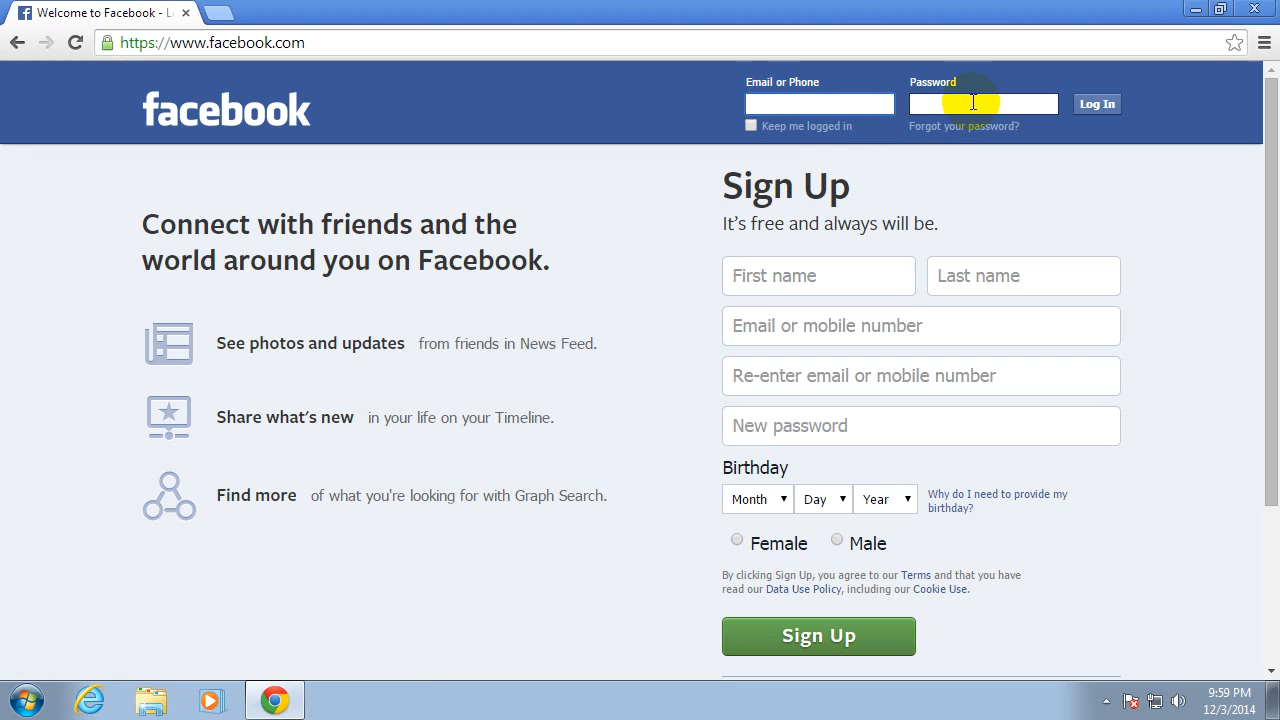 Welcome to Facebook - L
https://www.facebook.com
facebook
Email or Phone
Password
Log In
Keep me logged in
Forgot your password?
Connect with friends and the
world around you on Facebook.
See photos and updates from friends in News Feed.
Share what's new in your life on your Timeline.
Find more of what you're looking for with Graph Search.
Sign Up
It's free and always will be.
First name
Last name
Email or mobile number
Re-enter email or mobile number
New password
Birthday
Month
Day
Year
Why do I need to provide my
birthday?
Female
Male
By clicking Sign Up, you agree to our Terms and that you have
read our Data Use Policy, including our Cookie Use.
Sign Up
9:59 PM
12/3/2014